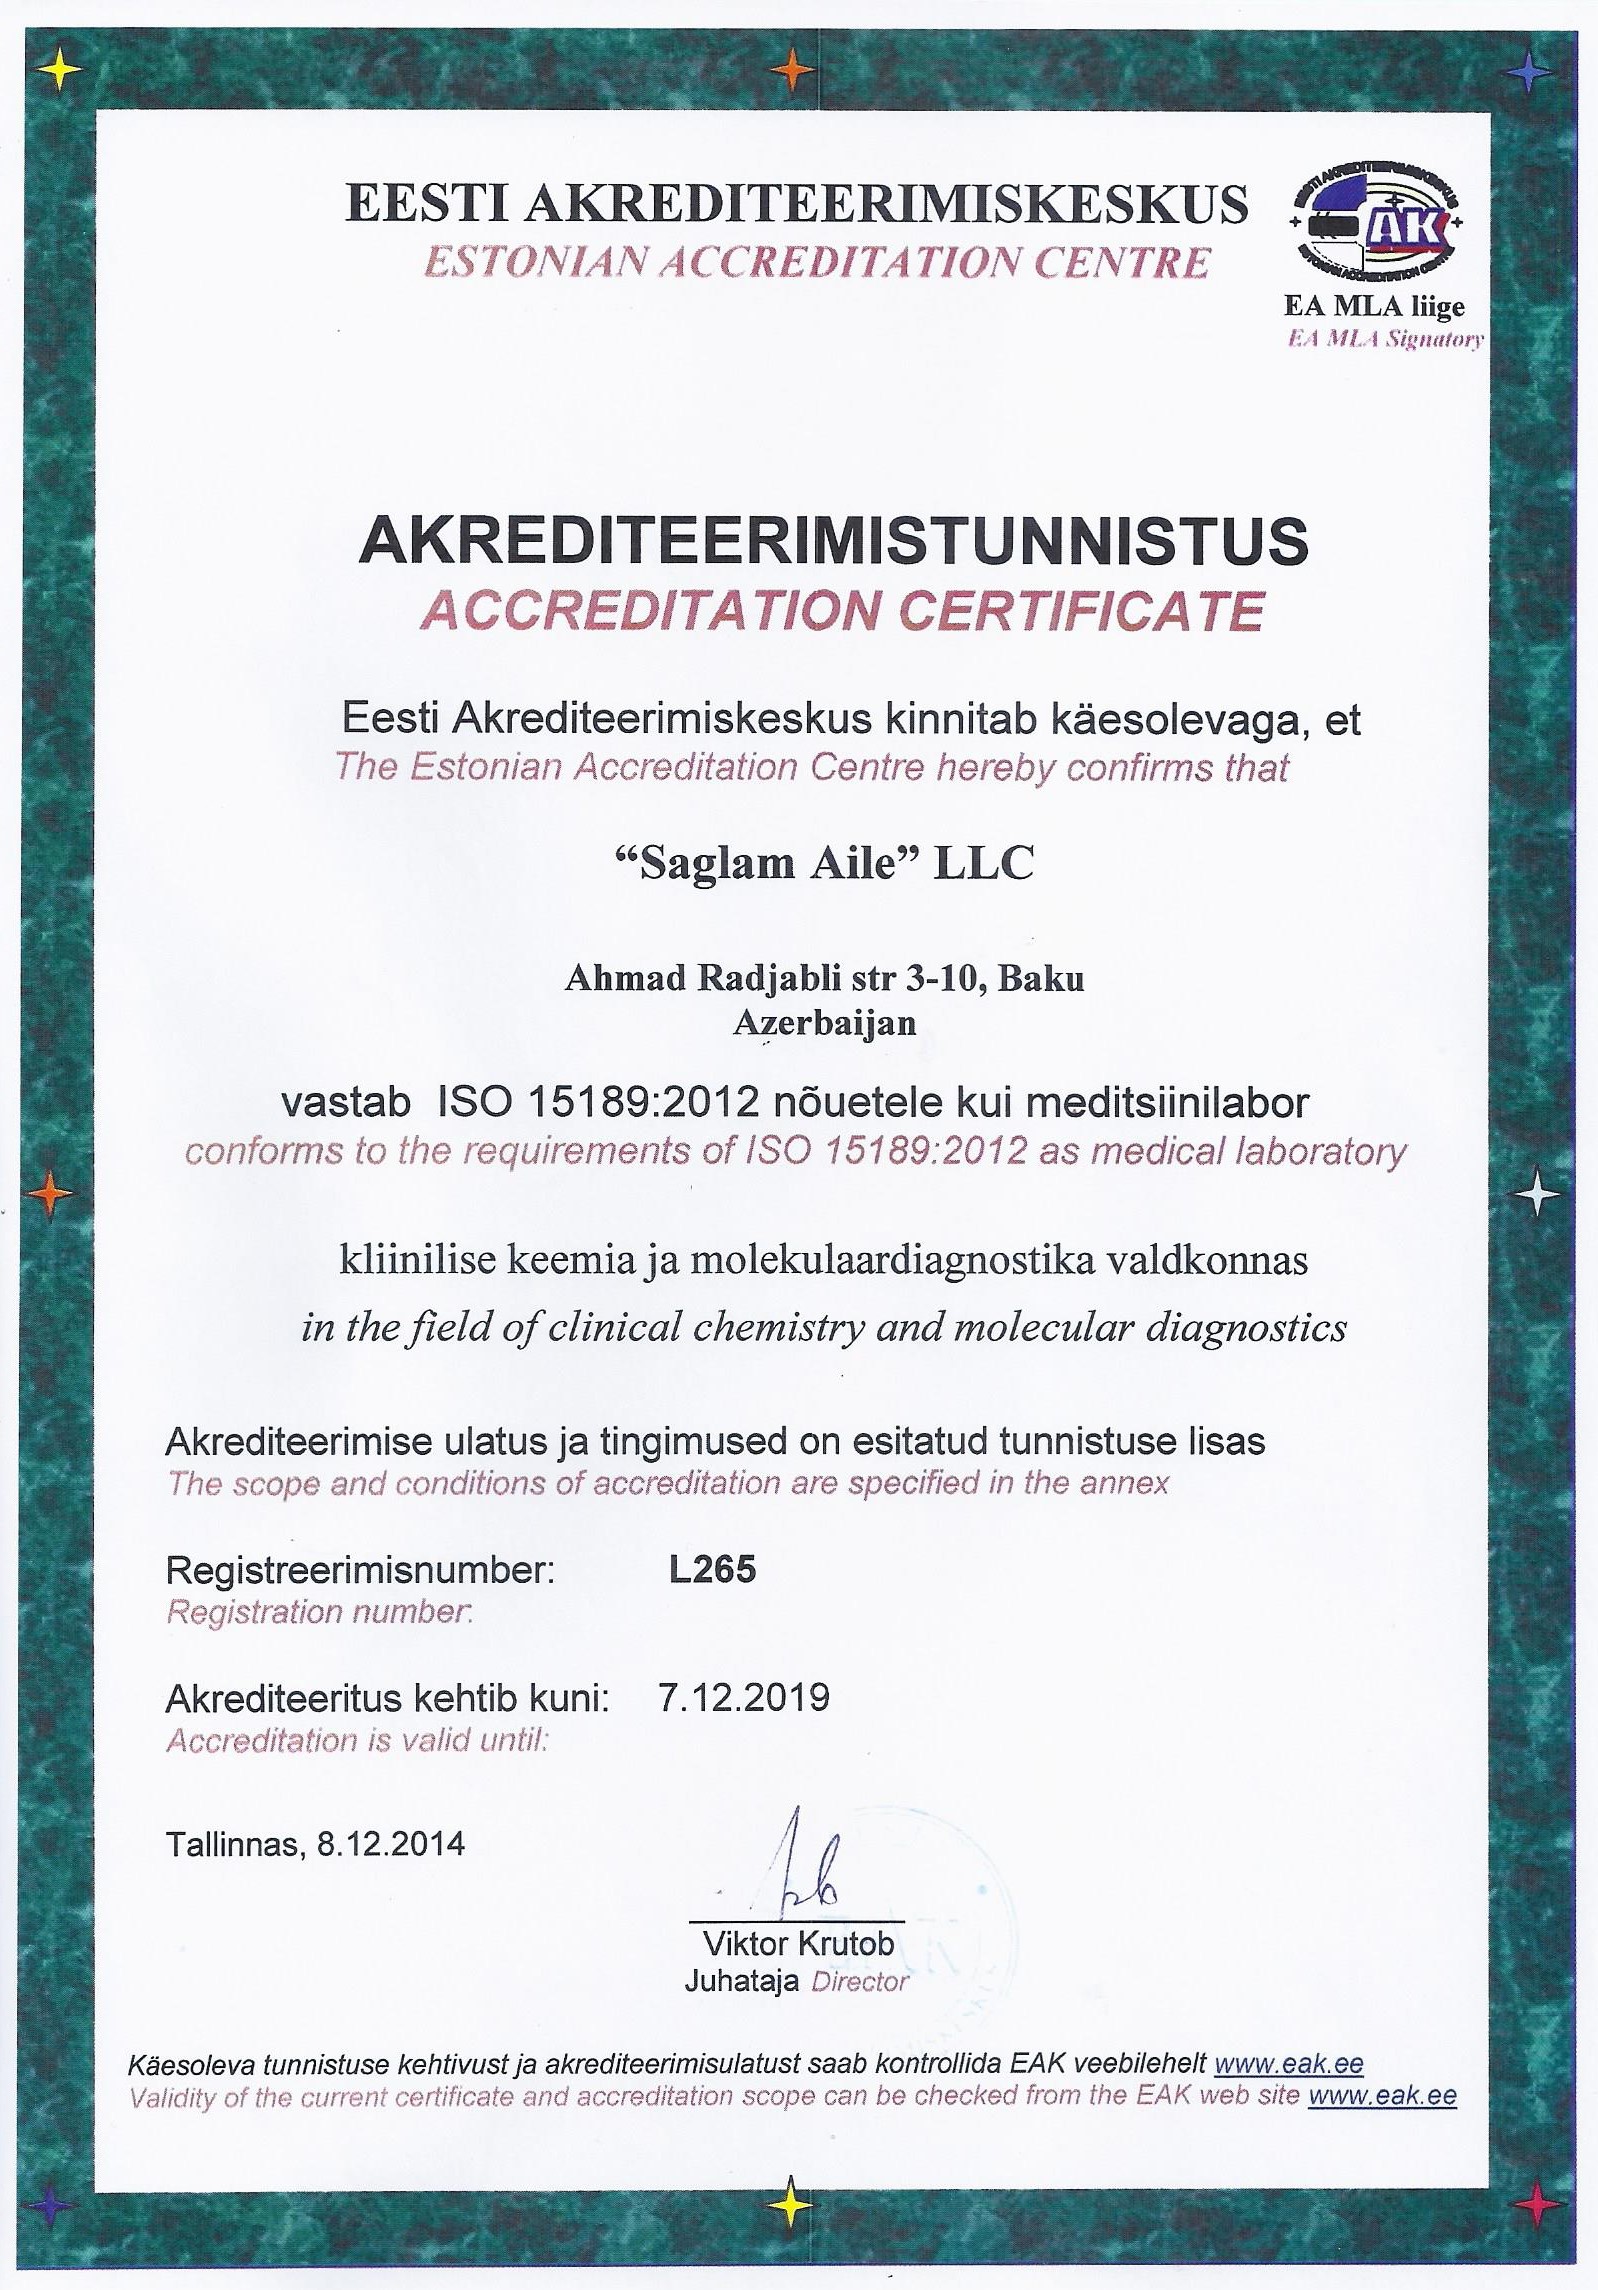 EESTI AKREDITEERIMISKESKUS
ESTONIAN ACCREDITATION CENTRE
EESTI AKREDITEERIMISKESKUS
AK
ESTONIAN ACCREDITATION CENTRE
EA MLA liige
EA MLA Signatory
AKREDITEERIMISTUNNISTUS
ACCREDITATION CERTIFICATE
Eesti Akrediteerimiskeskus kinnitab käesolevaga, et
The Estonian Accreditation Centre hereby confirms that
“Saglam Aile” LLC
Ahmad Radjabli str 3-10, Baku
Azerbaijan
vastab ISO 15189:2012 nõuetele kui meditsiinilabor
conforms to the requirements of ISO 15189:2012 as medical laboratory
kliinilise keemia ja molekulaardiagnostika valdkonnas
in the field of clinical chemistry and molecular diagnostics
Akrediteerimise ulatus ja tingimused on esitatud tunnistuse lisas
The scope and conditions of accreditation are specified in the annex
Registreerimisnumber: L265
Registration number:
Akrediteeritus kehtib kuni: 7.12.2019
Accreditation is valid until:
Tallinnas, 8.12.2014
Viktor Krutob
Juhataja Director
Käesoleva tunnistuse kehtivust ja akrediteerimisulatust saab kontrollida EAK veebilehelt www.eak.ee
Validity of the current certificate and accreditation scope can be checked from the EAK web site www.eak.ee